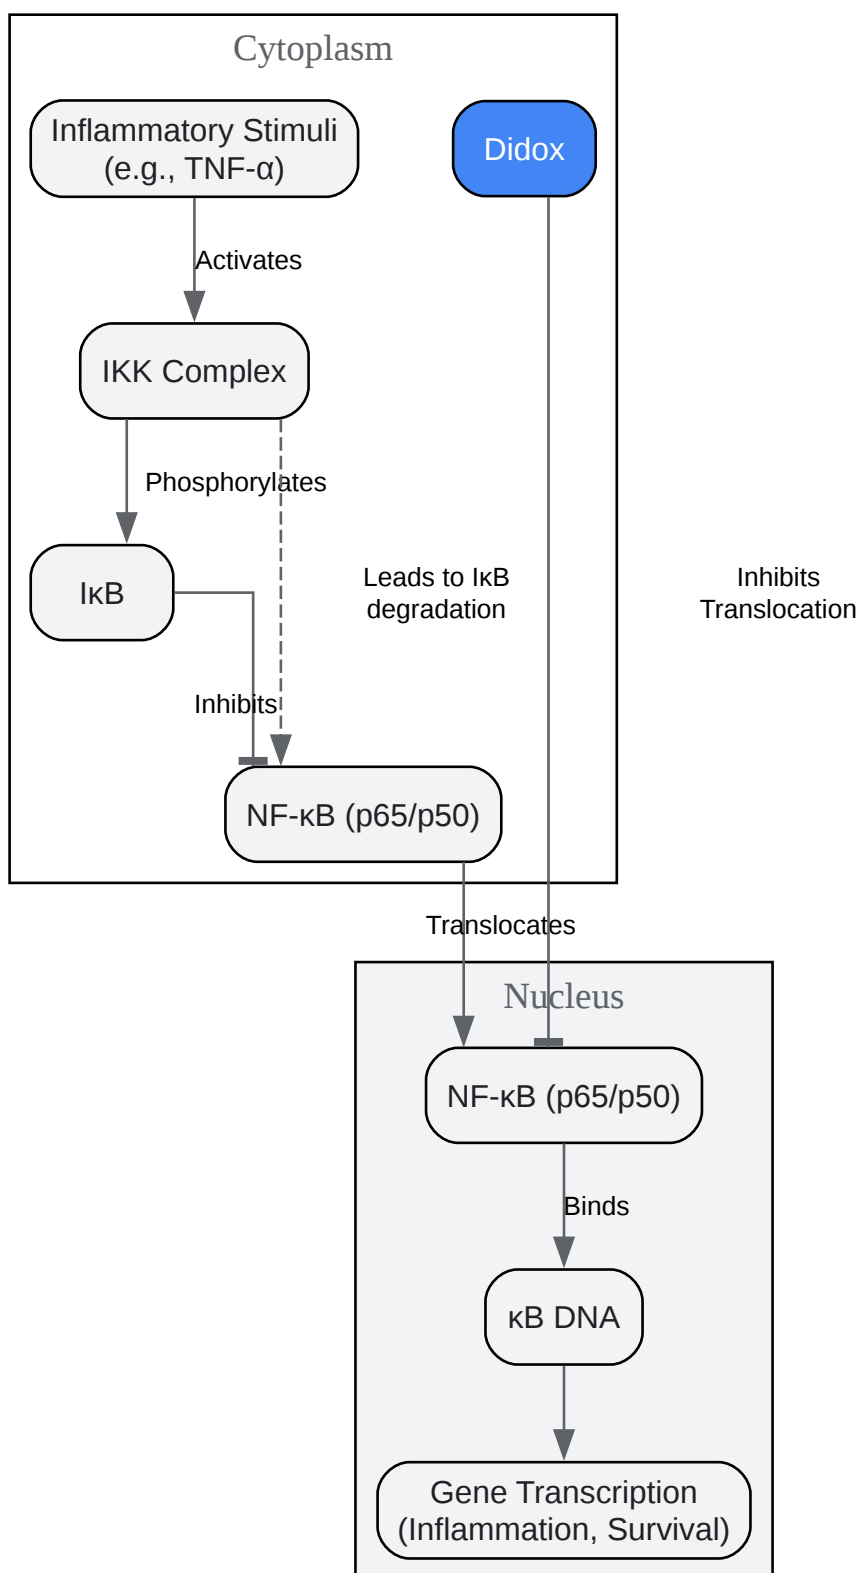 Cytoplasm
Inflammatory Stimuli
(e.g., TNF-α)
Didox
Activates
IKK Complex
Phosphorylates
IκB
Leads to IκB
degradation
Inhibits
Translocation
Inhibits
NF-κB (p65/p50)
Translocates
Nucleus
NF-κB (p65/p50)
Binds
κB DNA
Gene Transcription
(Inflammation, Survival)